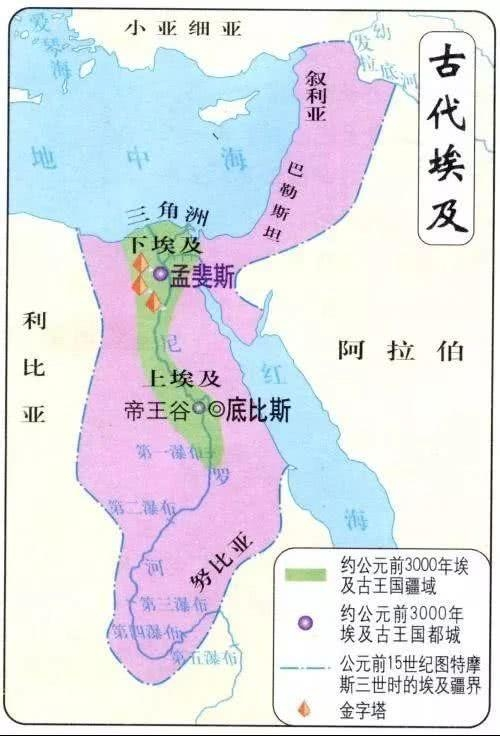 古代埃及
小亚细亚
爱琴海
幼发拉底河
叙利亚
地中海
巴勒斯坦
三角洲
下埃及
孟斐斯
利比亚
阿拉伯
尼
红
上埃及
帝王谷
底比斯
第一瀑布
罗
第二瀑布
海
努比亚
河
第三瀑布
第四瀑布
第五瀑布
约公元前3000年埃
及古王国疆域
约公元前3000年
埃及古王国都城
公元前15世纪图特摩
斯三世时的埃及疆界
金字塔